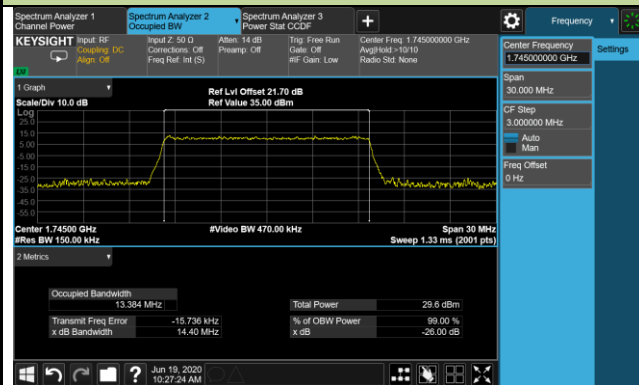 Spectrum Analyzer 1
Channel Power
Spectrum Analyzer 2
Occupied BW
Spectrum Analyzer 3
Power Stat CCDF
Frequency
KEYSIGHT
Input: RF
Coupling: DC
Align: Off
Input Z: 50 Ω
Corrections: Off
Freq Ref: Int (S)
Atten: 14 dB
Preamp: Off
Trig: Free Run
Gate: Off
#IF Gain: Low
Center Freq: 1.745000000 GHz
Avg|Hold:>10/10
Radio Std: None
Center Frequency
1.745000000 GHz
Settings
Span
30.000 MHz
CF Step
3.000000 MHz
Auto
Man
Freq Offset
0 Hz
1 Graph
Scale/Div 10.0 dB
Ref Lvl Offset 21.70 dB
Ref Value 35.00 dBm
Log
25.0
15.0
5.00
-5.00
-15.0
-25.0
-35.0
-45.0
-55.0
Center 1.74500 GHz
#Res BW 150.00 kHz
#Video BW 470.00 kHz
Span 30 MHz
Sweep 1.33 ms (2001 pts)
2 Metrics
Occupied Bandwidth
13.384 MHz
Total Power 29.6 dBm
Transmit Freq Error -15.736 kHz
% of OBW Power 99.00 %
x dB Bandwidth 14.40 MHz
x dB -26.00 dB
?
Jun 19, 2020
10:27:24 AM